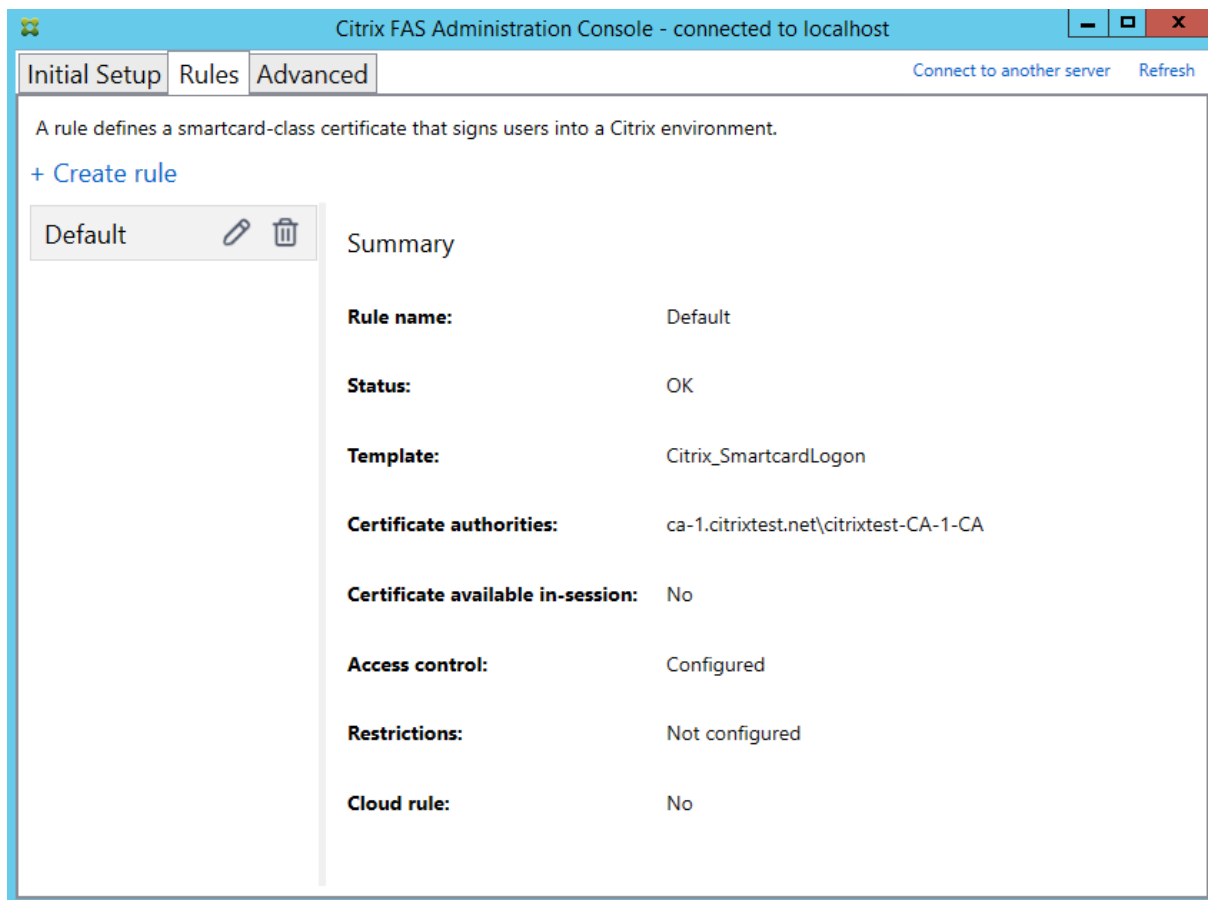 Citrix FAS Administration Console - connected to localhost
Initial Setup Rules Advanced Connect to another server Refresh
A rule defines a smartcard-class certificate that signs users into a Citrix environment.
+ Create rule
Default
Summary
Rule name: Default
Status: OK
Template: Citrix_SmartcardLogon
Certificate authorities: ca-1.citrixtest.net\citrixtest-CA-1-CA
Certificate available in-session: No
Access control: Configured
Restrictions: Not configured
Cloud rule: No